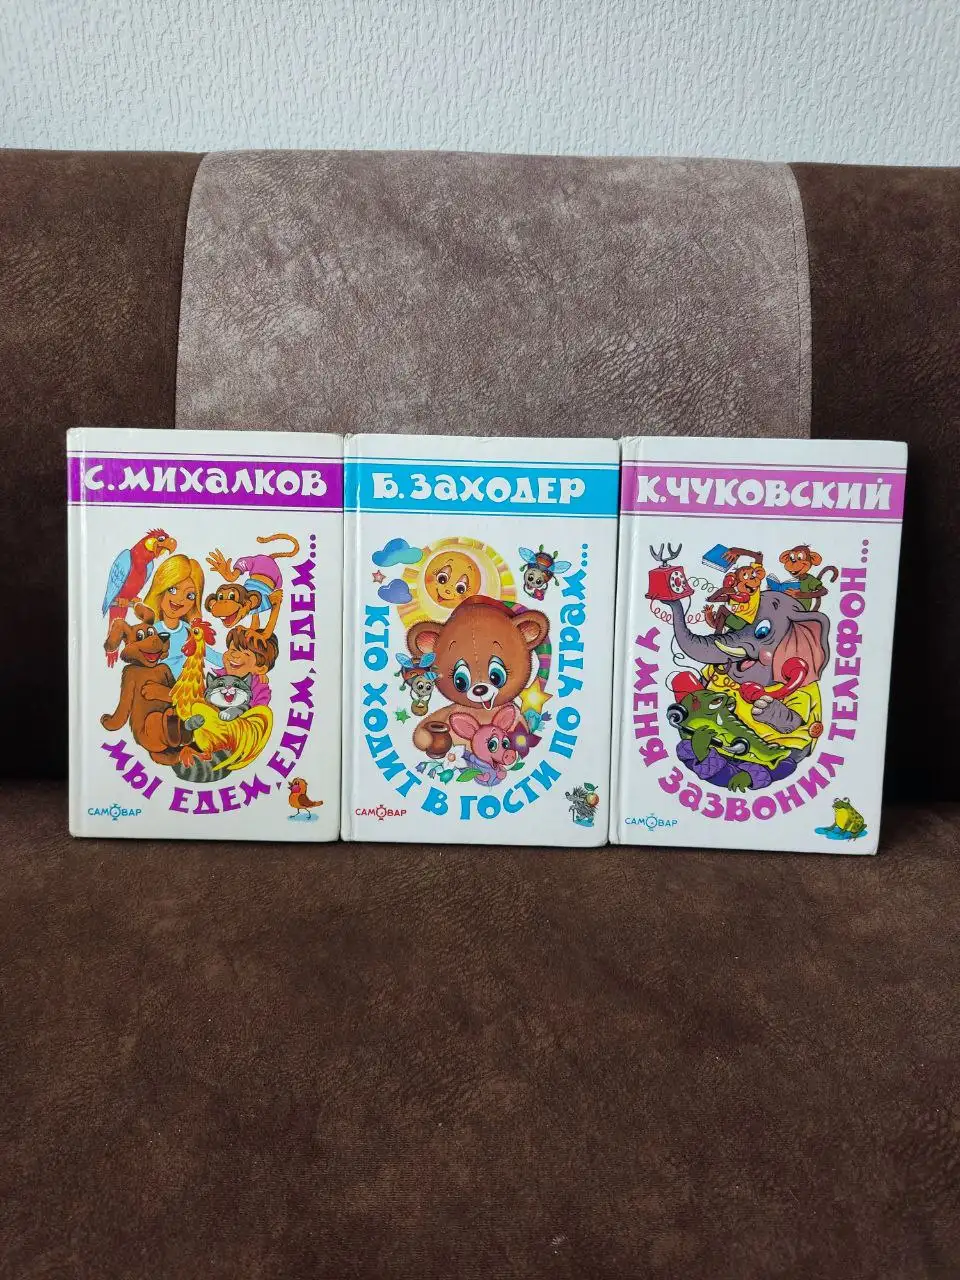 С. МИХАЛКОВ
МЫ ЕДЕМ, ЕДЕМ, ЕДЕМ...
САМОВАР
Б. ЗАХОДЕР
КТО ХОДИТ В ГОСТИ ПО УТРАМ...
САМОВАР
К. ЧУКОВСКИЙ
У МЕНЯ ЗАЗВОНИЛ ТЕЛЕФОН...
САМОВАР